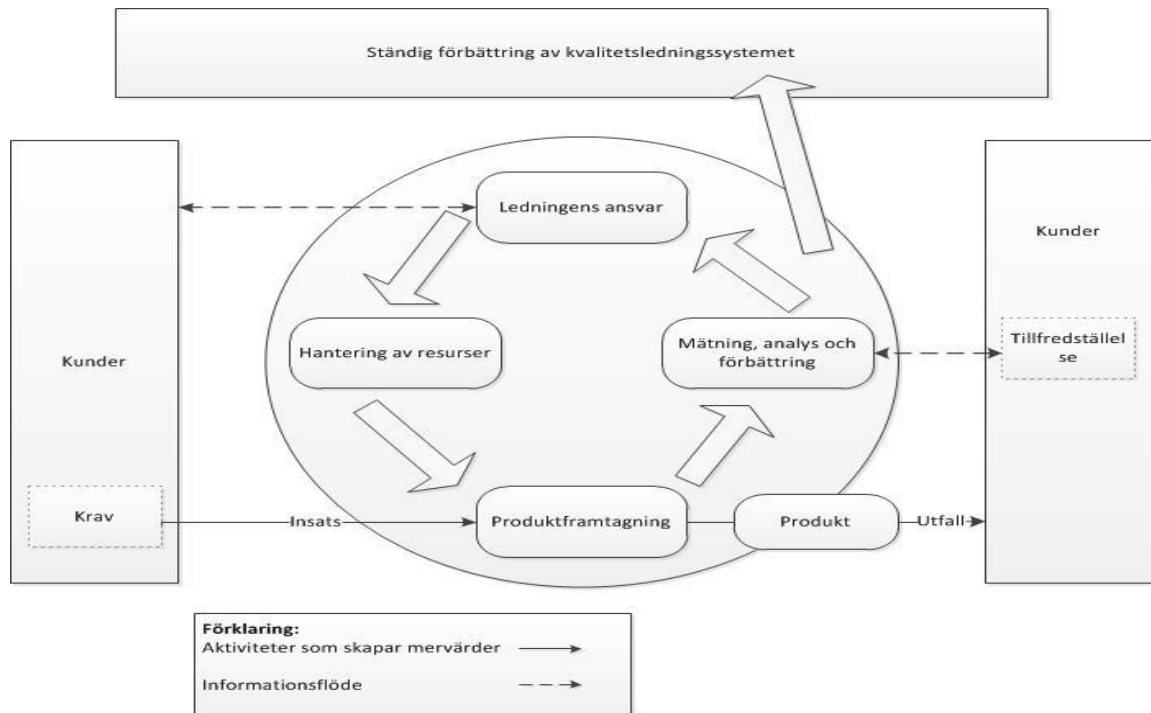 Ständig förbättring av kvalitetsledningssystemet
Ledningens ansvar
Kunder
Kunder
Hantering av resurser
Mätning, analys och
förbättring
Tillfredställel
se
Krav
Insats
Produktframtagning
Produkt
Utfall
Förklaring:
Aktiviteter som skapar mervärder
Informationsflöde